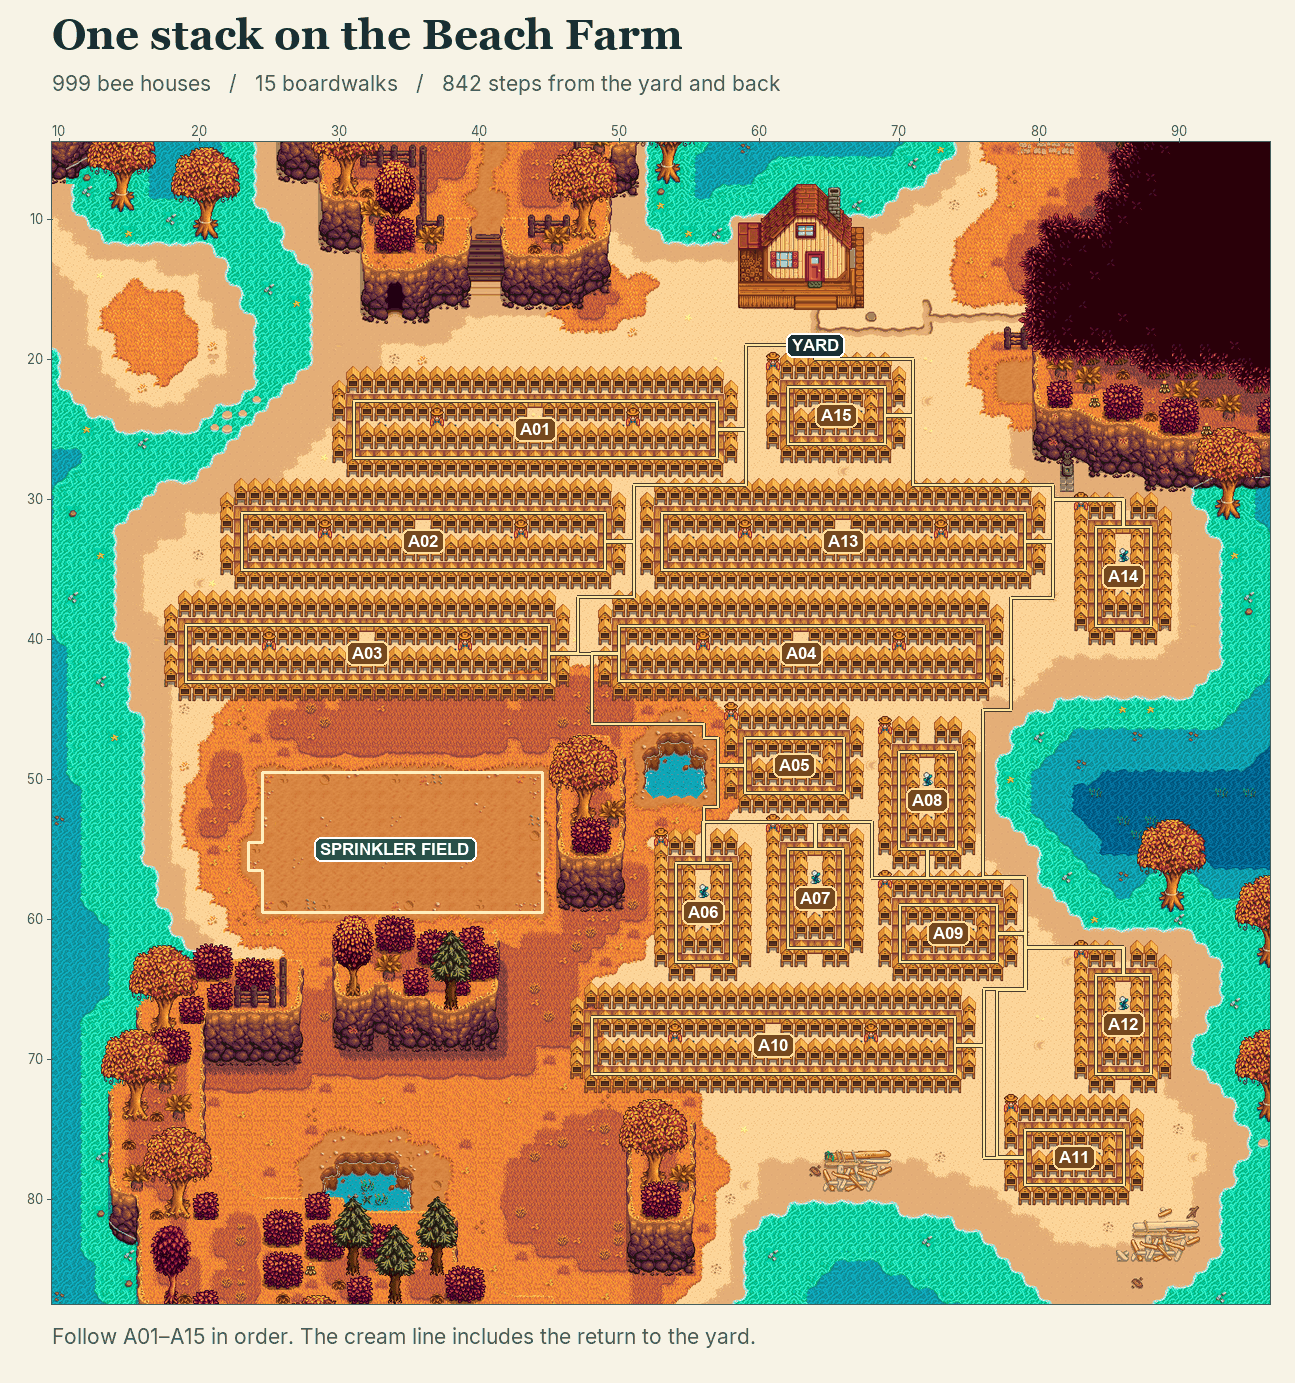 One stack on the Beach Farm
999 bee houses / 15 boardwalks / 842 steps from the yard and back
10 20 30 40 50 60 70 80 90
10
20
30
40
50
60
70
80
YARD
A15
A01
A02
A13
A14
A03
A04
A05
A08
SPRINKLER FIELD
A07
A06
A09
A12
A10
A11
Follow A01–A15 in order. The cream line includes the return to the yard.